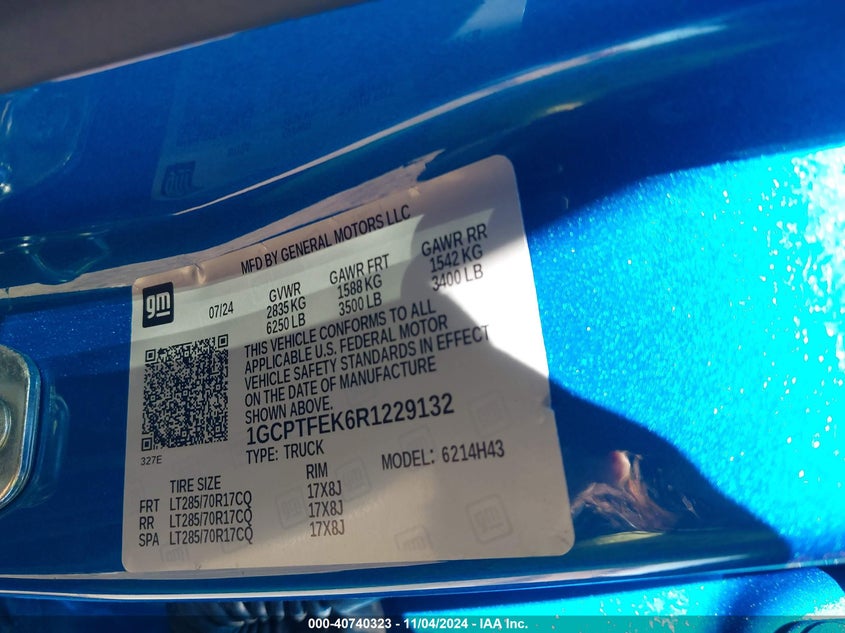 MFD BY GENERAL MOTORS LLC
gm
07/24
GVWR
2835 KG
6250 LB
GAWR FRT
1588 KG
3500 LB
GAWR RR
1542 KG
3400 LB
THIS VEHICLE CONFORMS TO ALL
APPLICABLE U.S. FEDERAL MOTOR
VEHICLE SAFETY STANDARDS IN EFFECT
ON THE DATE OF MANUFACTURE
SHOWN ABOVE.
1GCPTFEK6R1229132
327E
TYPE: TRUCK
MODEL: 6214H43
TIRE SIZE RIM
FRT LT285/70R17CQ 17X8J
RR LT285/70R17CQ 17X8J
SPA LT285/70R17CQ 17X8J
000-40740323 - 11/04/2024 - IAA Inc.